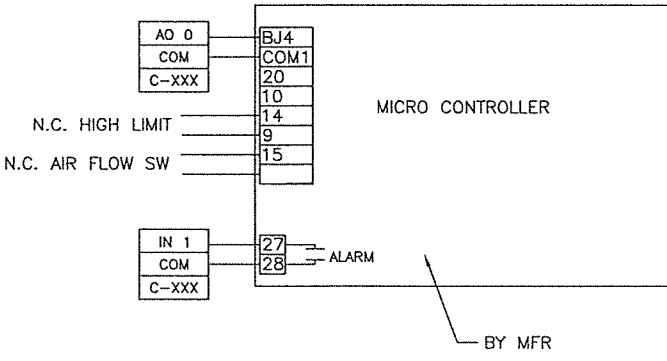 AO 0
COM
C-XXX
BJ4
COM1
20
10
14
9
15
N.C. HIGH LIMIT
N.C. AIR FLOW SW
MICRO CONTROLLER
IN 1
COM
C-XXX
27
28
ALARM
BY MFR